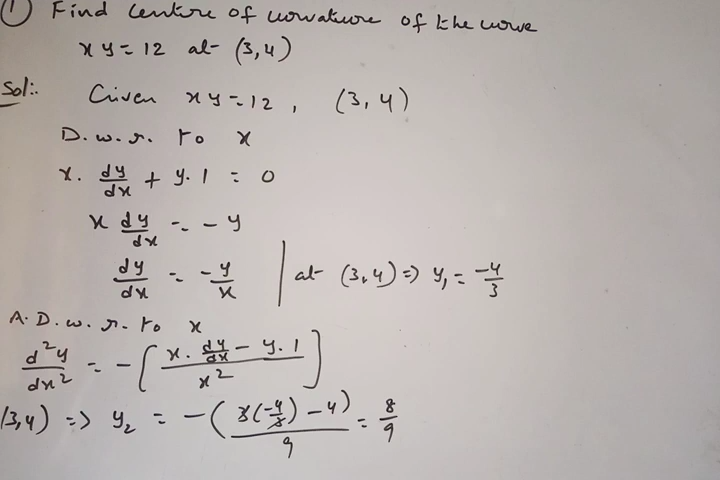 1) Find centre of curvature of the curve
xy = 12 at (3,4)
Sol:. Given xy = 12, (3,4)
D.w.r. to x
x. dy/dx + y.1 = 0
x dy/dx = -y
dy/dx = -y/x | at (3,4) => y₁ = -4/3
A.D.w.r. to x
d²y/dx² = -[(x. dy/dx - y.1)/x²]
(3,4) => y₂ = -(3(-4/3) - 4)/9 = 8/9